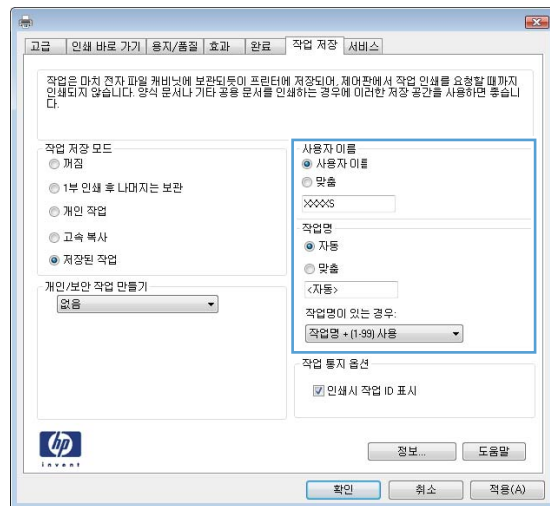 고급 인쇄 바로 가기 용지/품질 효과 완료 작업 저장 서비스
작업은 마치 전자 파일 캐비닛에 보관되듯이 프린터에 저장되어, 제어판에서 작업 인쇄를 요청할 때까지
인쇄되지 않습니다. 양식 문서나 기타 공용 문서를 인쇄하는 경우에 이러한 저장 공간을 사용하면 좋습니
다.
작업 저장 모드
꺼짐
1부 인쇄 후 나머지는 보관
개인 작업
고속 복사
저장된 작업
개인/보안 작업 만들기
없음
사용자 이름
사용자 이름
맞춤
XXXXS
작업명
자동
맞춤
<자동>
작업명이 있는 경우:
작업명 + (1-99) 사용
작업 통지 옵션
인쇄시 작업 ID 표시
hp
invent
정보... 도움말
확인 취소 적용(A)